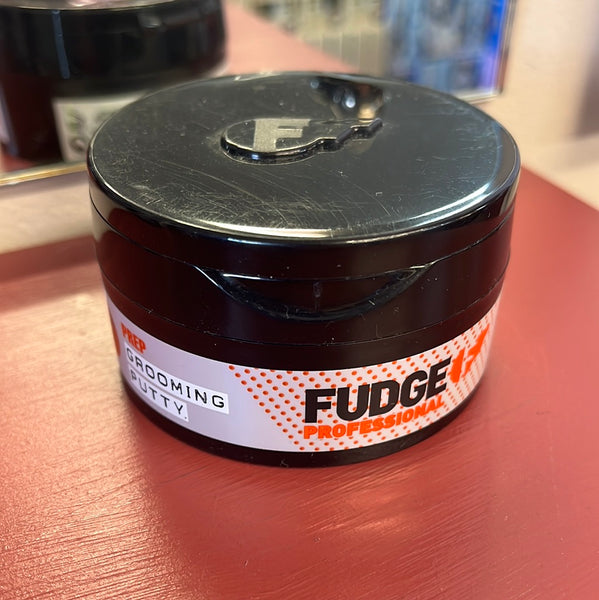 F
PREP
GROOMING
PUTTY.
FUDGE
PROFESSIONAL